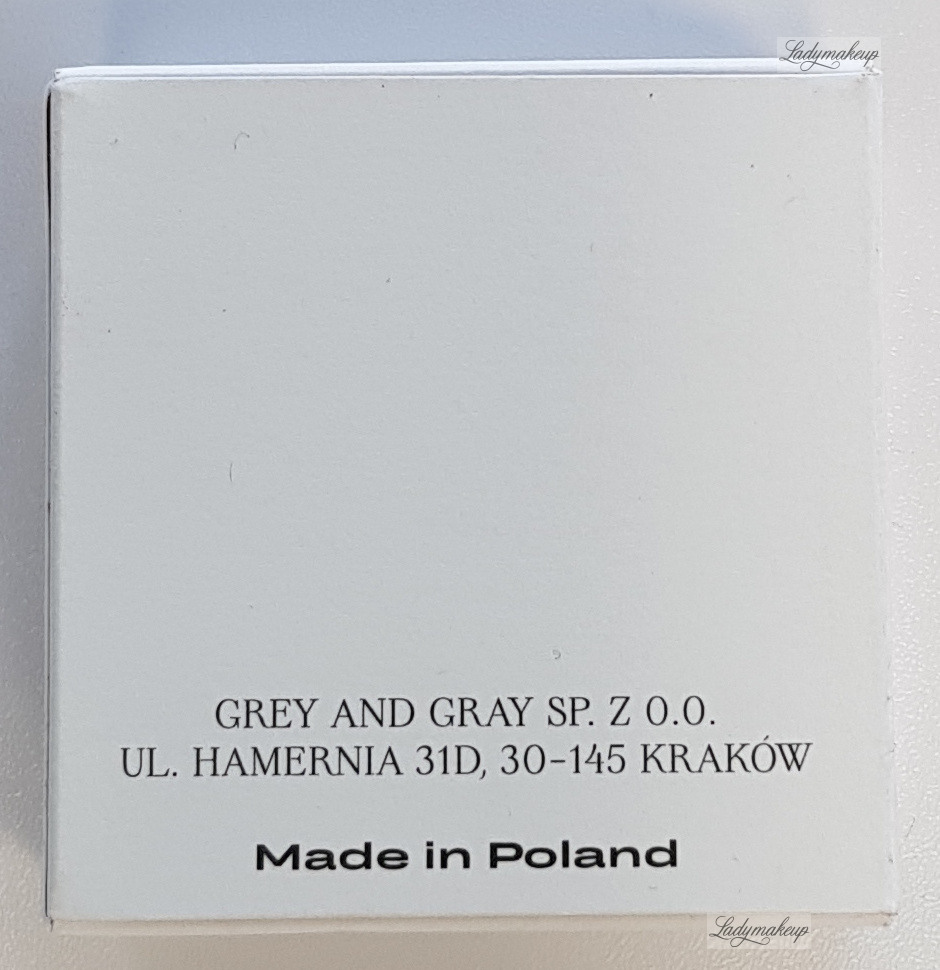 Ladymakeup
GREY AND GRAY SP. Z O.O.
UL. HAMERNIA 31D, 30-145 KRAKÓW
Made in Poland
Ladymakeup